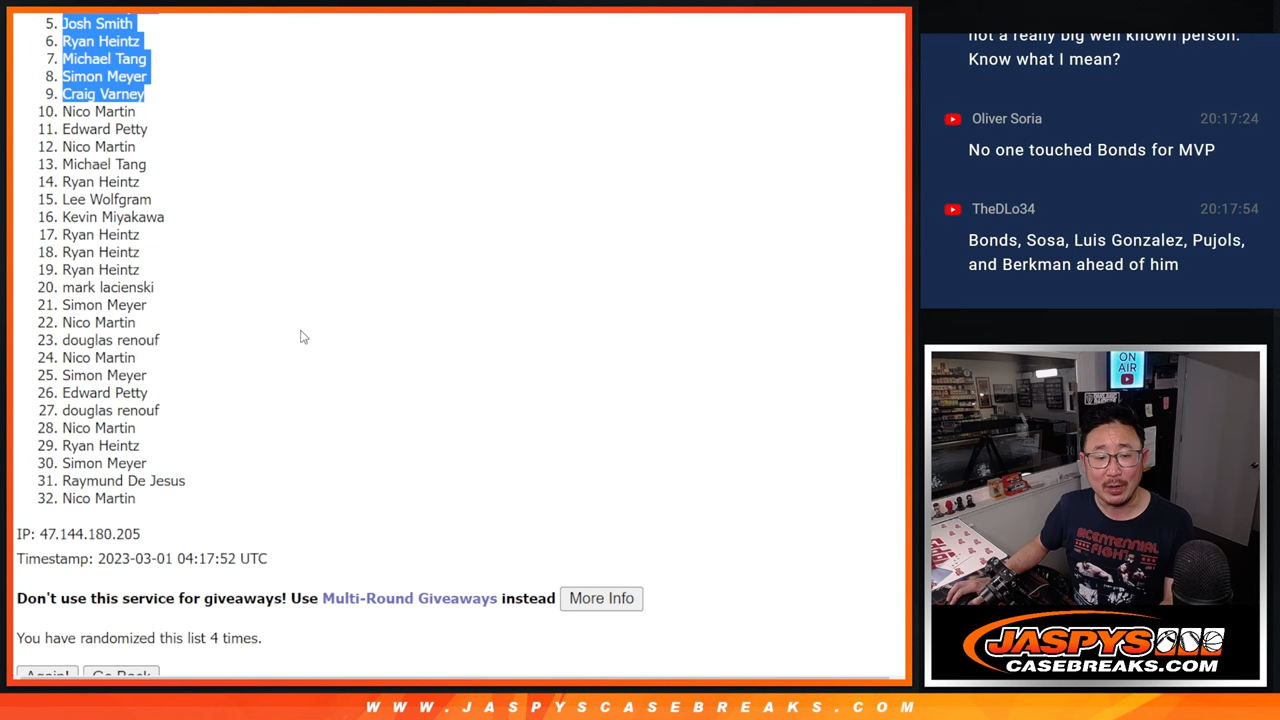 5. Josh Smith
6. Ryan Heintz
7. Michael Tang
8. Simon Meyer
9. Craig Varney
10. Nico Martin
11. Edward Petty
12. Nico Martin
13. Michael Tang
14. Ryan Heintz
15. Lee Wolfgram
16. Kevin Miyakawa
17. Ryan Heintz
18. Ryan Heintz
19. Ryan Heintz
20. mark lacienski
21. Simon Meyer
22. Nico Martin
23. douglas renouf
24. Nico Martin
25. Simon Meyer
26. Edward Petty
27. douglas renouf
28. Nico Martin
29. Ryan Heintz
30. Simon Meyer
31. Raymund De Jesus
32. Nico Martin
IP: 47.144.180.205
Timestamp: 2023-03-01 04:17:52 UTC
Don't use this service for giveaways! Use Multi-Round Giveaways instead More Info
You have randomized this list 4 times.
Again! Go Back
not a really big well known person.
Know what I mean?
Oliver Soria 20:17:24
No one touched Bonds for MVP
TheDLo34 20:17:54
Bonds, Sosa, Luis Gonzalez, Pujols,
and Berkman ahead of him
ON
AIR
BICENTENNIAL
FIGHT
JASPYS
CASEBREAKS.COM
WWW.JASPYSCASEBREAKS.COM